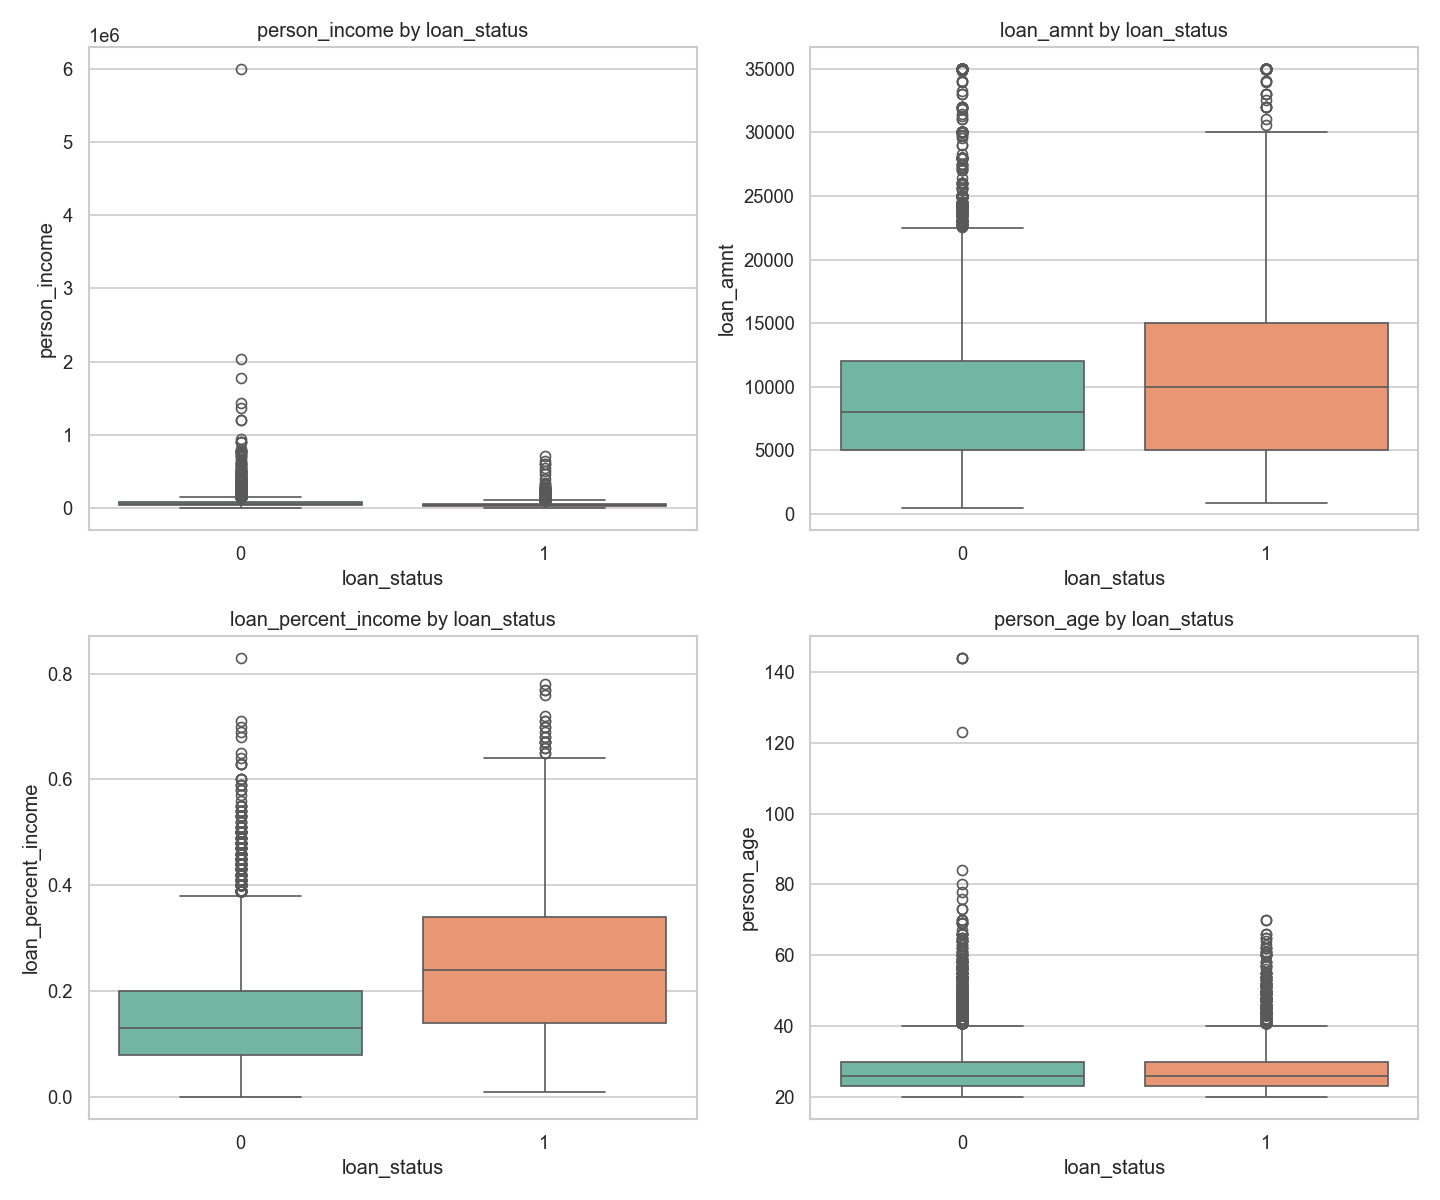 person_income by loan_status
1e6
6
5
4
3
2
1
0
person_income
0 1
loan_status
loan_amnt by loan_status
35000
30000
25000
20000
15000
10000
5000
0
loan_amnt
0 1
loan_status
loan_percent_income by loan_status
0.8
0.6
0.4
0.2
0.0
loan_percent_income
0 1
loan_status
person_age by loan_status
140
120
100
80
60
40
20
person_age
0 1
loan_status